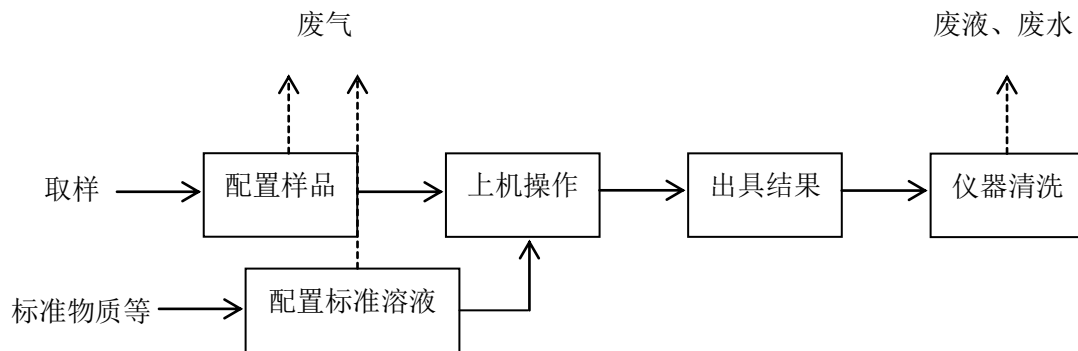 废气
废液、废水
取样
配置样品
上机操作
出具结果
仪器清洗
标准物质等
配置标准溶液